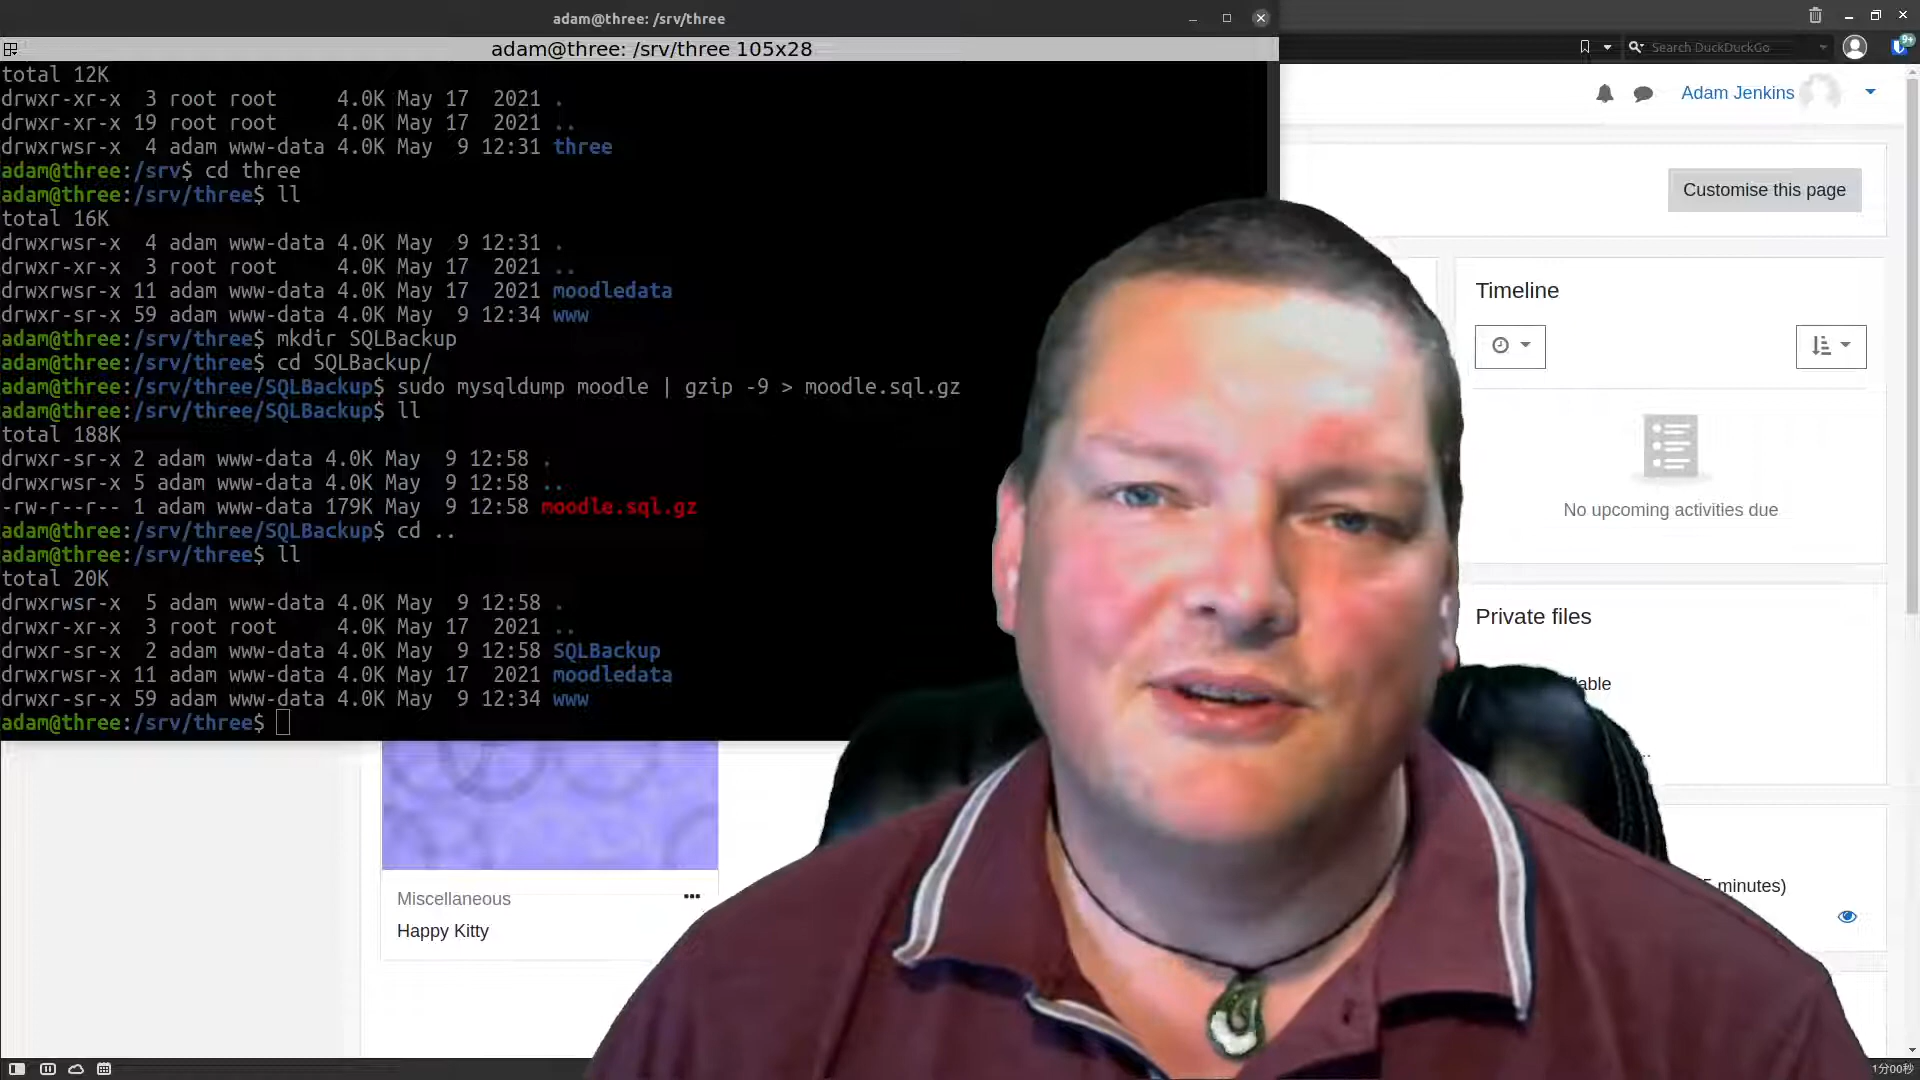 adam@three: /srv/three
adam@three: /srv/three 105x28
total 12K
drwxr-xr-x  3 root root     4.0K May 17  2021 .
drwxr-xr-x 19 root root     4.0K May 17  2021 ..
drwxrwsr-x  4 adam www-data 4.0K May  9 12:31 three
adam@three:/srv$ cd three
adam@three:/srv/three$ ll
total 16K
drwxrwsr-x  4 adam www-data 4.0K May  9 12:31 .
drwxr-xr-x  3 root root     4.0K May 17  2021 ..
drwxrwsr-x 11 adam www-data 4.0K May 17  2021 moodledata
drwxr-sr-x 59 adam www-data 4.0K May  9 12:34 www
adam@three:/srv/three$ mkdir SQLBackup
adam@three:/srv/three$ cd SQLBackup/
adam@three:/srv/three/SQLBackup$ sudo mysqldump moodle | gzip -9 > moodle.sql.gz
adam@three:/srv/three/SQLBackup$ ll
total 188K
drwxr-sr-x 2 adam www-data 4.0K May  9 12:58 .
drwxrwsr-x 5 adam www-data 4.0K May  9 12:58 ..
-rw-r--r-- 1 adam www-data 179K May  9 12:58 moodle.sql.gz
adam@three:/srv/three/SQLBackup$ cd ..
adam@three:/srv/three$ ll
total 20K
drwxrwsr-x  5 adam www-data 4.0K May  9 12:58 .
drwxr-xr-x  3 root root     4.0K May 17  2021 ..
drwxr-sr-x  2 adam www-data 4.0K May  9 12:58 SQLBackup
drwxrwsr-x 11 adam www-data 4.0K May 17  2021 moodledata
drwxr-sr-x 59 adam www-data 4.0K May  9 12:34 www
adam@three:/srv/three$
Search DuckDuckGo
9+
Adam Jenkins
Customise this page
Timeline
No upcoming activities due
Private files
minutes)
Miscellaneous
Happy Kitty
1分00秒